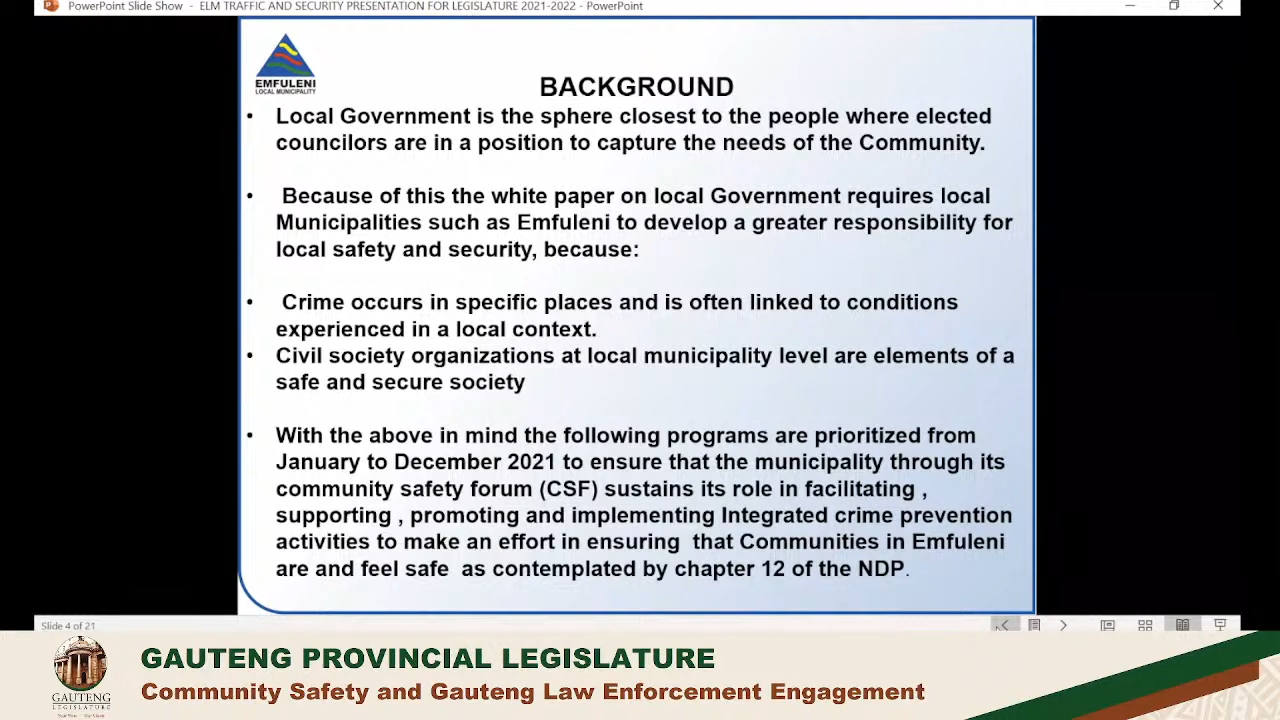 PowerPoint Slide Show - ELM TRAFFIC AND SECURITY PRESENTATION FOR LEGISLATURE 2021-2022 - PowerPoint
EMFULENI
LOCAL MUNICIPALITY
BACKGROUND
• Local Government is the sphere closest to the people where elected
councilors are in a position to capture the needs of the Community.
• Because of this the white paper on local Government requires local
Municipalities such as Emfuleni to develop a greater responsibility for
local safety and security, because:
• Crime occurs in specific places and is often linked to conditions
experienced in a local context.
• Civil society organizations at local municipality level are elements of a
safe and secure society
• With the above in mind the following programs are prioritized from
January to December 2021 to ensure that the municipality through its
community safety forum (CSF) sustains its role in facilitating ,
supporting , promoting and implementing Integrated crime prevention
activities to make an effort in ensuring that Communities in Emfuleni
are and feel safe as contemplated by chapter 12 of the NDP.
Slide 4 of 21
GAUTENG PROVINCIAL LEGISLATURE
Community Safety and Gauteng Law Enforcement Engagement
GAUTENG
LEGISLATURE